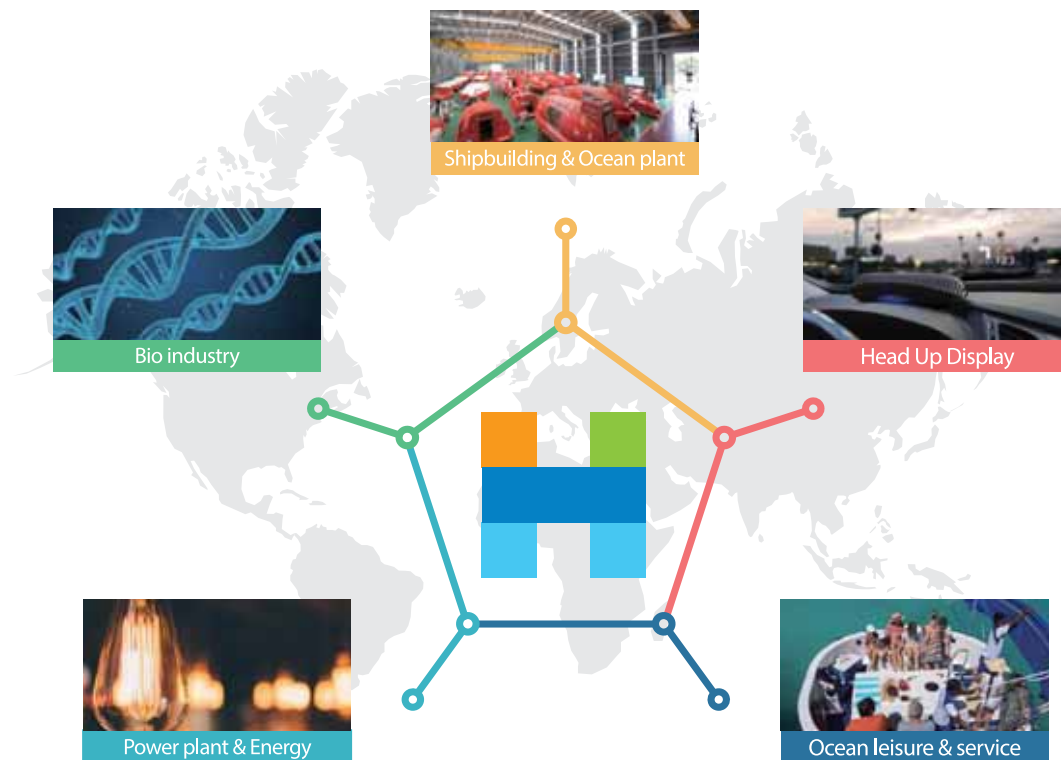 Shipbuilding & Ocean plant
Bio industry
Head Up Display
Power plant & Energy
Ocean leisure & service